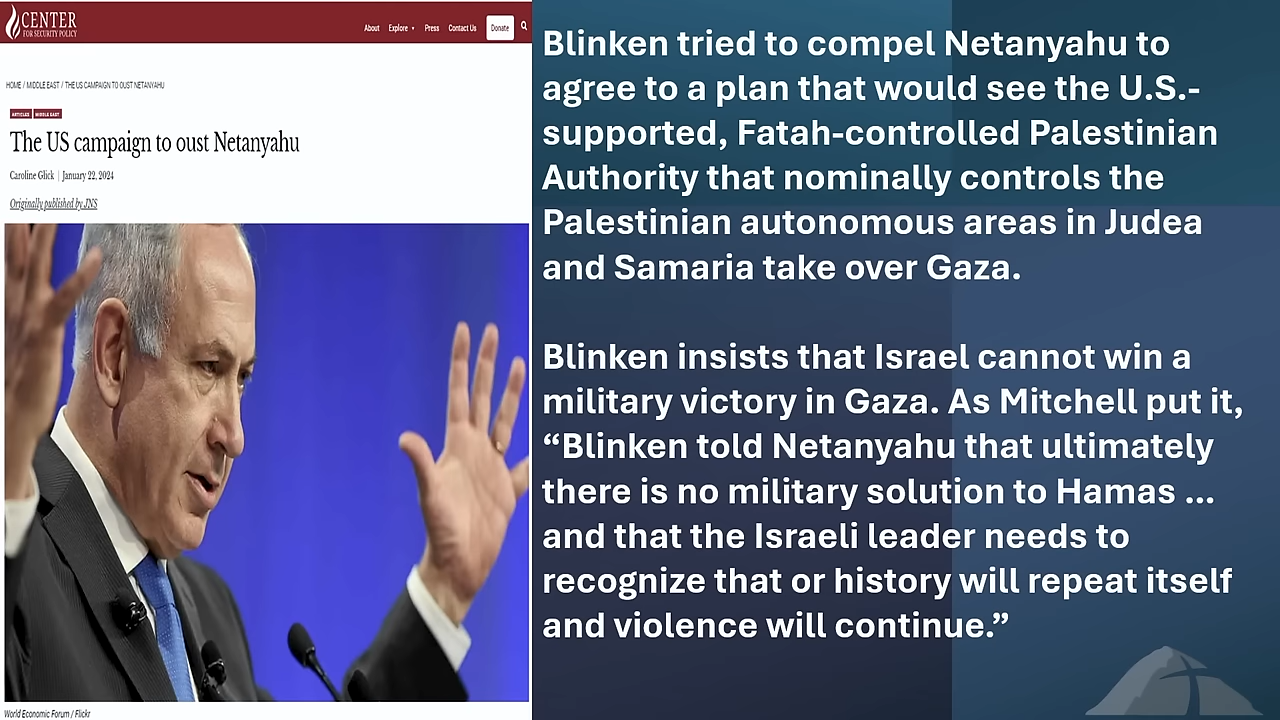 CENTER
FOR SECURITY POLICY
About Explore Press Contact Us Donate
HOME / MIDDLE EAST / THE US CAMPAIGN TO OUST NETANYAHU
ARTICLES MIDDLE EAST
The US campaign to oust Netanyahu
Caroline Glick | January 22, 2024
Originally published by JNS
World Economic Forum / Flickr
Blinken tried to compel Netanyahu to
agree to a plan that would see the U.S.-
supported, Fatah-controlled Palestinian
Authority that nominally controls the
Palestinian autonomous areas in Judea
and Samaria take over Gaza.
Blinken insists that Israel cannot win a
military victory in Gaza. As Mitchell put it,
“Blinken told Netanyahu that ultimately
there is no military solution to Hamas ...
and that the Israeli leader needs to
recognize that or history will repeat itself
and violence will continue.”